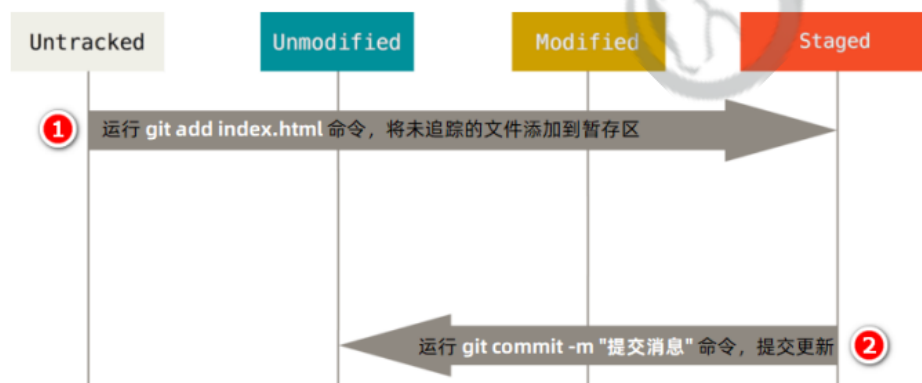 Untracked Unmodified Modified Staged
1 运行 git add index.html 命令，将未追踪的文件添加到暂存区
运行 git commit -m "提交消息" 命令，提交更新 2